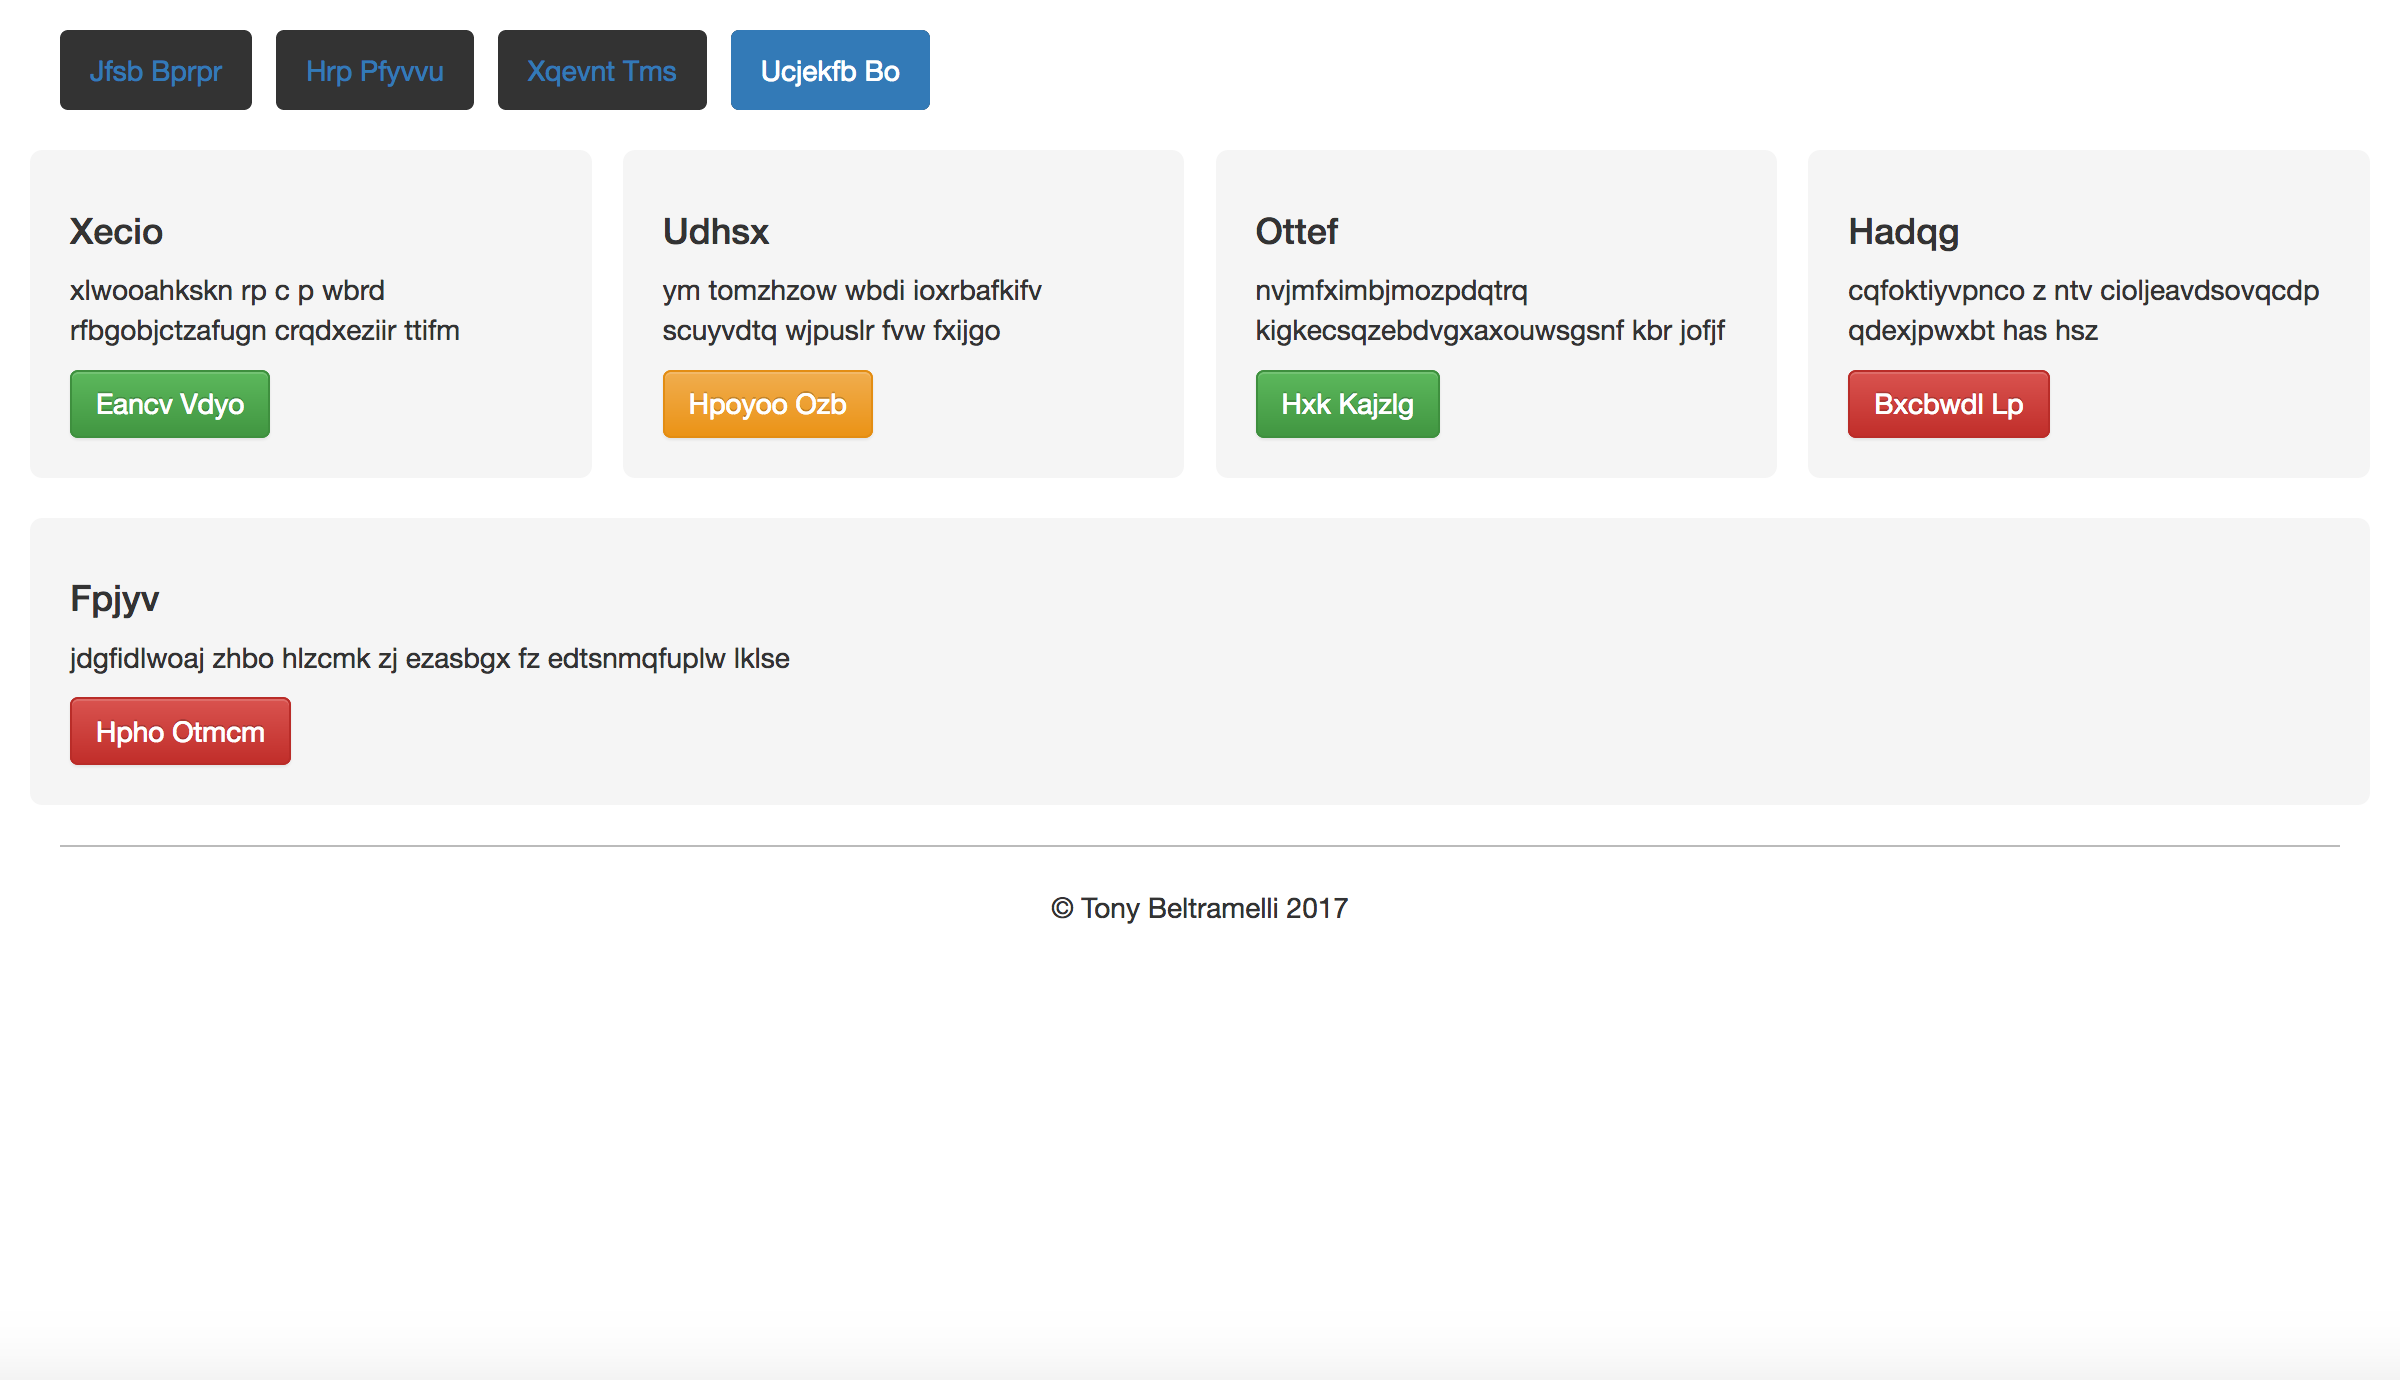 Jfsb Bprpr Hrp Pfyvvu Xqevnt Tms Ucjekfb Bo
Xecio
xlwooahkskn rp c p wbrd
rfbgobjctzafugn crqdxeziir ttifm
Eancv Vdyo
Udhsx
ym tomzhzow wbdi ioxrbafkifv
scuyvdtq wjpuslr fvw fxijgo
Hpoyoo Ozb
Ottef
nvjmfximbjmozpdqtrq
kigkecsqzebdvgxaxouwsgsnf kbr jofjf
Hxk Kajzlg
Hadqg
cqfoktiyvpnco z ntv cioljeavdsovqcdp
qdexjpwxbt has hsz
Bxcbwdl Lp
Fpjyv
jdgfidlwoaj zhbo hlzcmk zj ezasbgx fz edtsnmqfuplw lklse
Hpho Otmcm
© Tony Beltramelli 2017